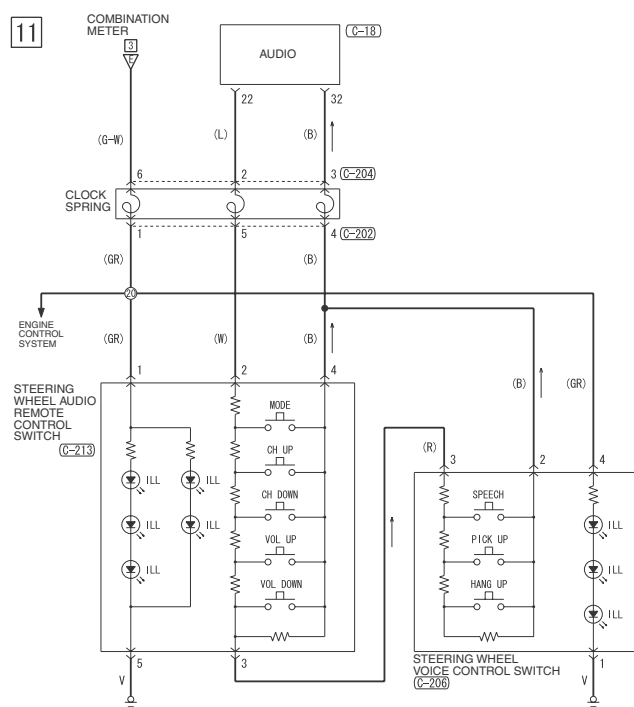 11
COMBINATION
METER
3
E
AUDIO
C-18
22
32
(G-W)
(L)
(B)
6
2
3
C-204
CLOCK
SPRING
1
5
4
C-202
(GR)
(B)
20
ENGINE
CONTROL
SYSTEM
(GR)
(W)
(B)
(B)
(GR)
1
2
4
STEERING
WHEEL AUDIO
REMOTE
CONTROL
SWITCH
C-213
MODE
CH UP
CH DOWN
VOL UP
VOL DOWN
ILL
ILL
ILL
ILL
ILL
5
3
V
(R)
3
2
4
SPEECH
PICK UP
HANG UP
ILL
ILL
ILL
STEERING WHEEL
VOICE CONTROL SWITCH
C-206
1
V